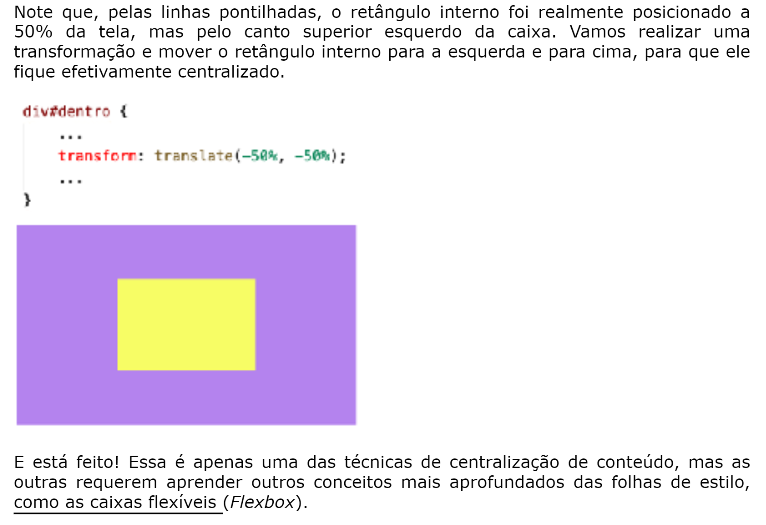 Note que, pelas linhas pontilhadas, o retângulo interno foi realmente posicionado a
50% da tela, mas pelo canto superior esquerdo da caixa. Vamos realizar uma
transformação e mover o retângulo interno para a esquerda e para cima, para que ele
fique efetivamente centralizado.
div#dentro {
...
transform: translate(-50%, -50%);
...
}
E está feito! Essa é apenas uma das técnicas de centralização de conteúdo, mas as
outras requerem aprender outros conceitos mais aprofundados das folhas de estilo,
como as caixas flexíveis (Flexbox).